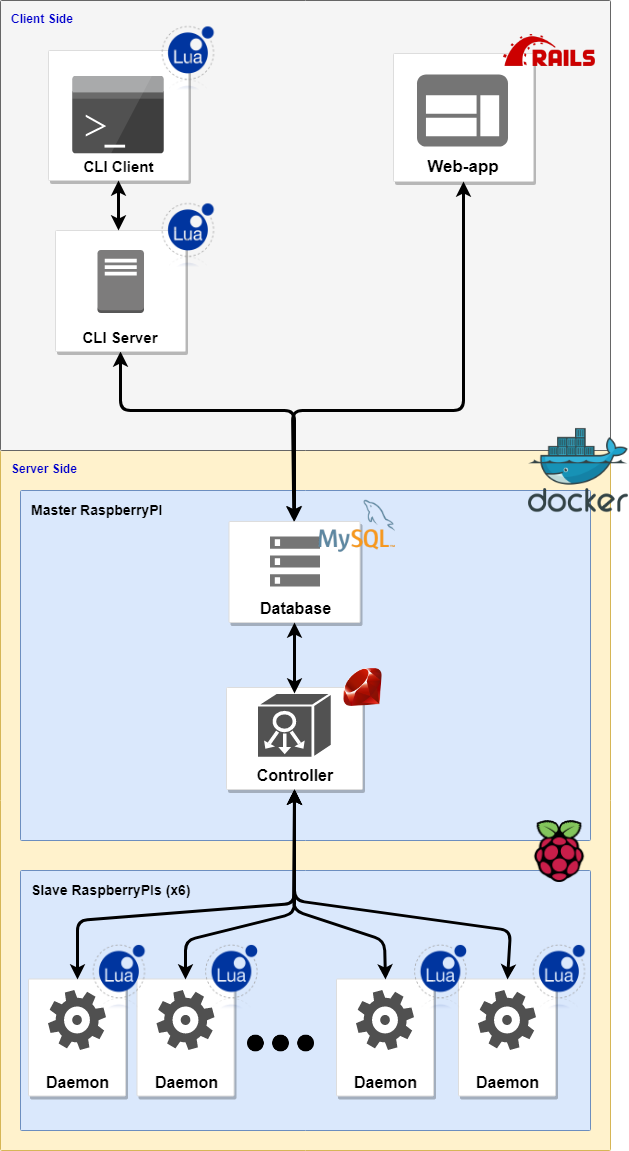 Client Side
Lua
RAILS
>_
CLI Client
Web-app
Lua
CLI Server
docker
Server Side
Master RaspberryPI
MySQL
Database
Controller
Slave RaspberryPIs (x6)
Lua
Lua
Lua
Lua
Daemon
Daemon
Daemon
Daemon